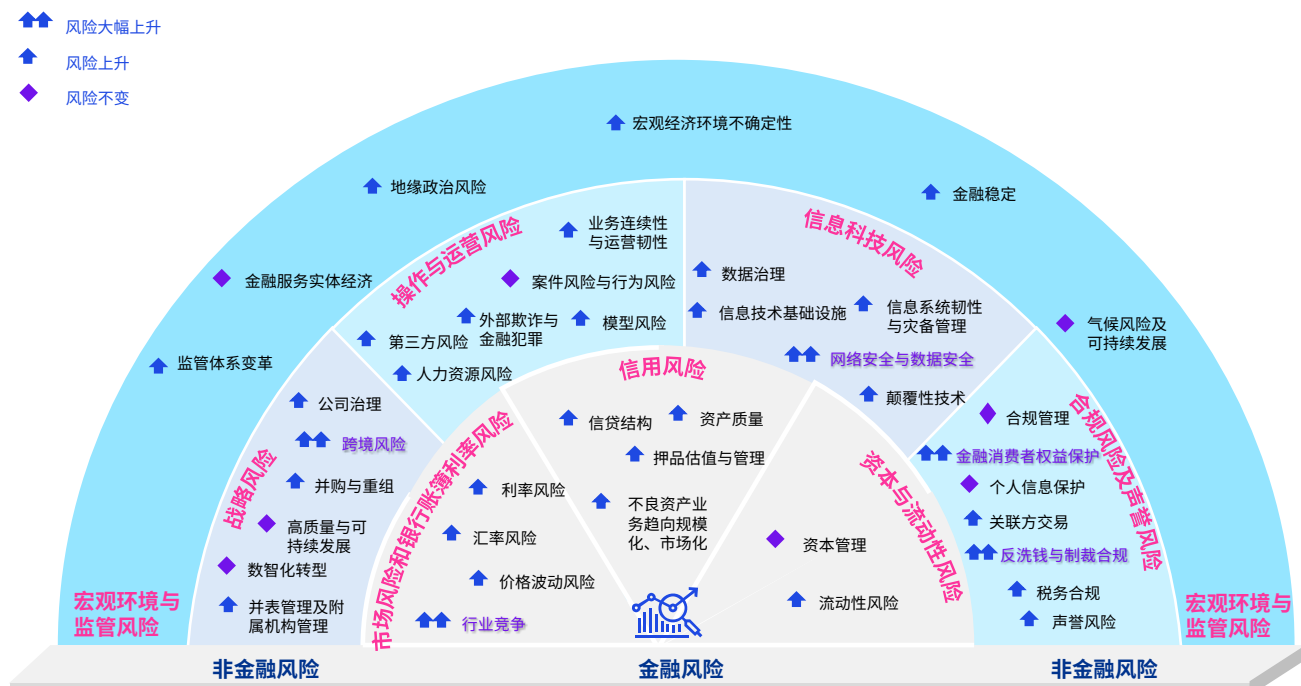 风险大幅上升
风险上升
风险不变
宏观经济环境不确定性
地缘政治风险
金融稳定
金融服务实体经济
气候风险及
可持续发展
监管体系变革
宏观环境与
监管风险
宏观环境与
监管风险
操作与运营风险
业务连续性
与运营韧性
案件风险与行为风险
外部欺诈与
金融犯罪
模型风险
第三方风险
人力资源风险
信息科技风险
数据治理
信息技术基础设施
信息系统韧性
与灾备管理
网络安全与数据安全
颠覆性技术
战略风险
公司治理
跨境风险
并购与重组
高质量与可
持续发展
数智化转型
并表管理及附
属机构管理
市场风险和银行账簿利率风险
利率风险
汇率风险
价格波动风险
行业竞争
信用风险
信贷结构
资产质量
押品估值与管理
不良资产业
务趋向规模
化、市场化
资本与流动性风险
资本管理
流动性风险
合规风险及声誉风险
合规管理
金融消费者权益保护
个人信息保护
关联方交易
反洗钱与制裁合规
税务合规
声誉风险
非金融风险
金融风险
非金融风险